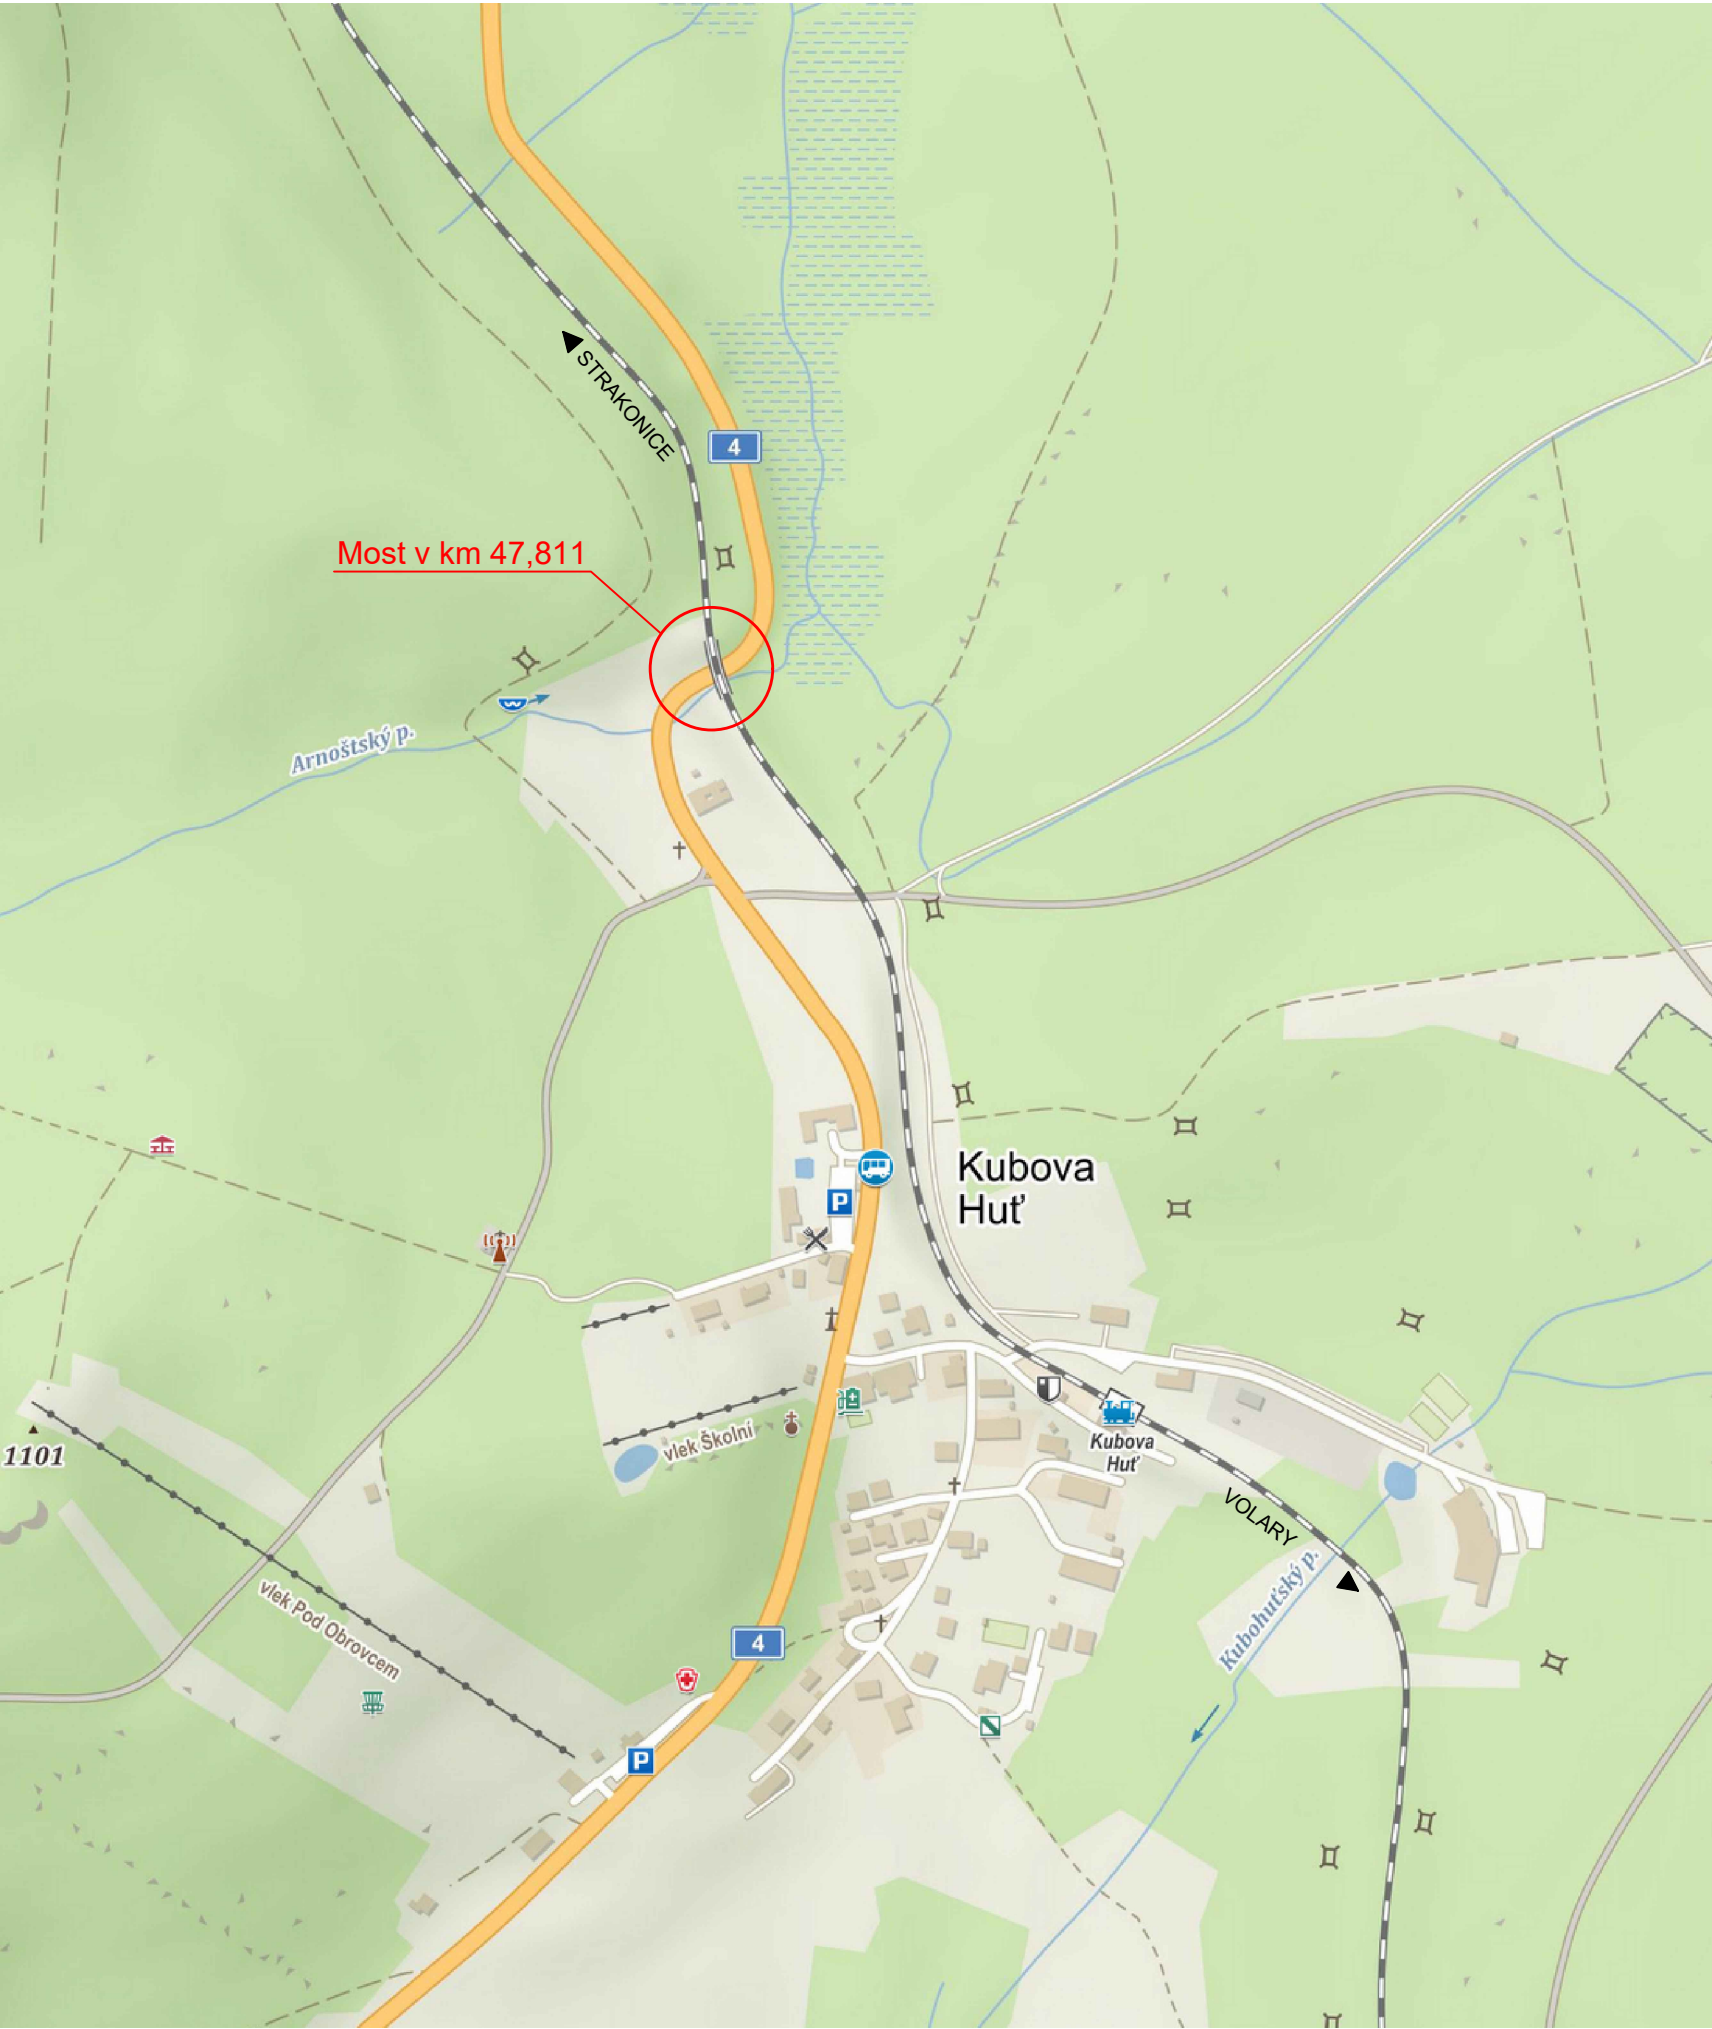 STRAKONICE
4
Most v km 47,811
Arnoštský p.
Kubova
Huť
P
vlek Školní
Kubova
Huť
1101
VOLARY
Kubohuťský p.
vlek Pod Obrovcem
4
P